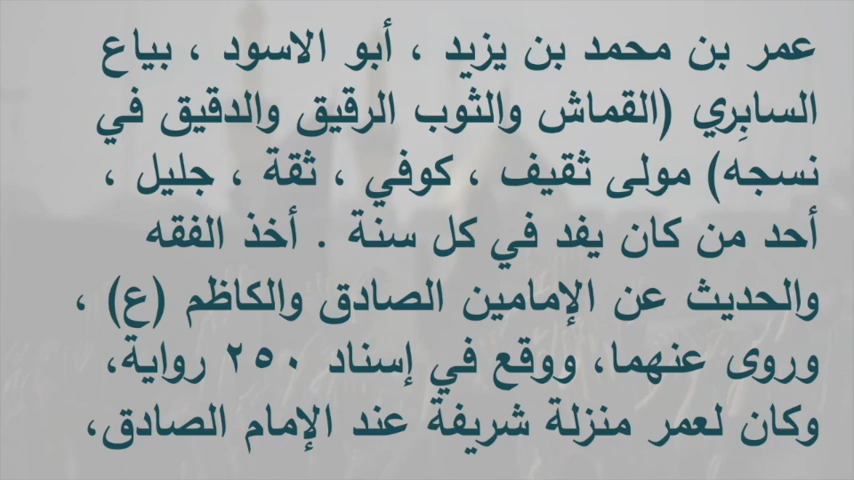 عمر بن محمد بن يزيد ، أبو الاسود ، بياع
السابِري (القماش والثوب الرقيق والدقيق في
نسجه) مولى ثقيف ، كوفي ، ثقة ، جليل ،
أحد من كان يفد في كل سنة . أخذ الفقه
والحديث عن الإمامين الصادق والكاظم (ع) ،
وروى عنهما، ووقع في إسناد ٢٥٠ رواية،
وكان لعمر منزلة شريفة عند الإمام الصادق،